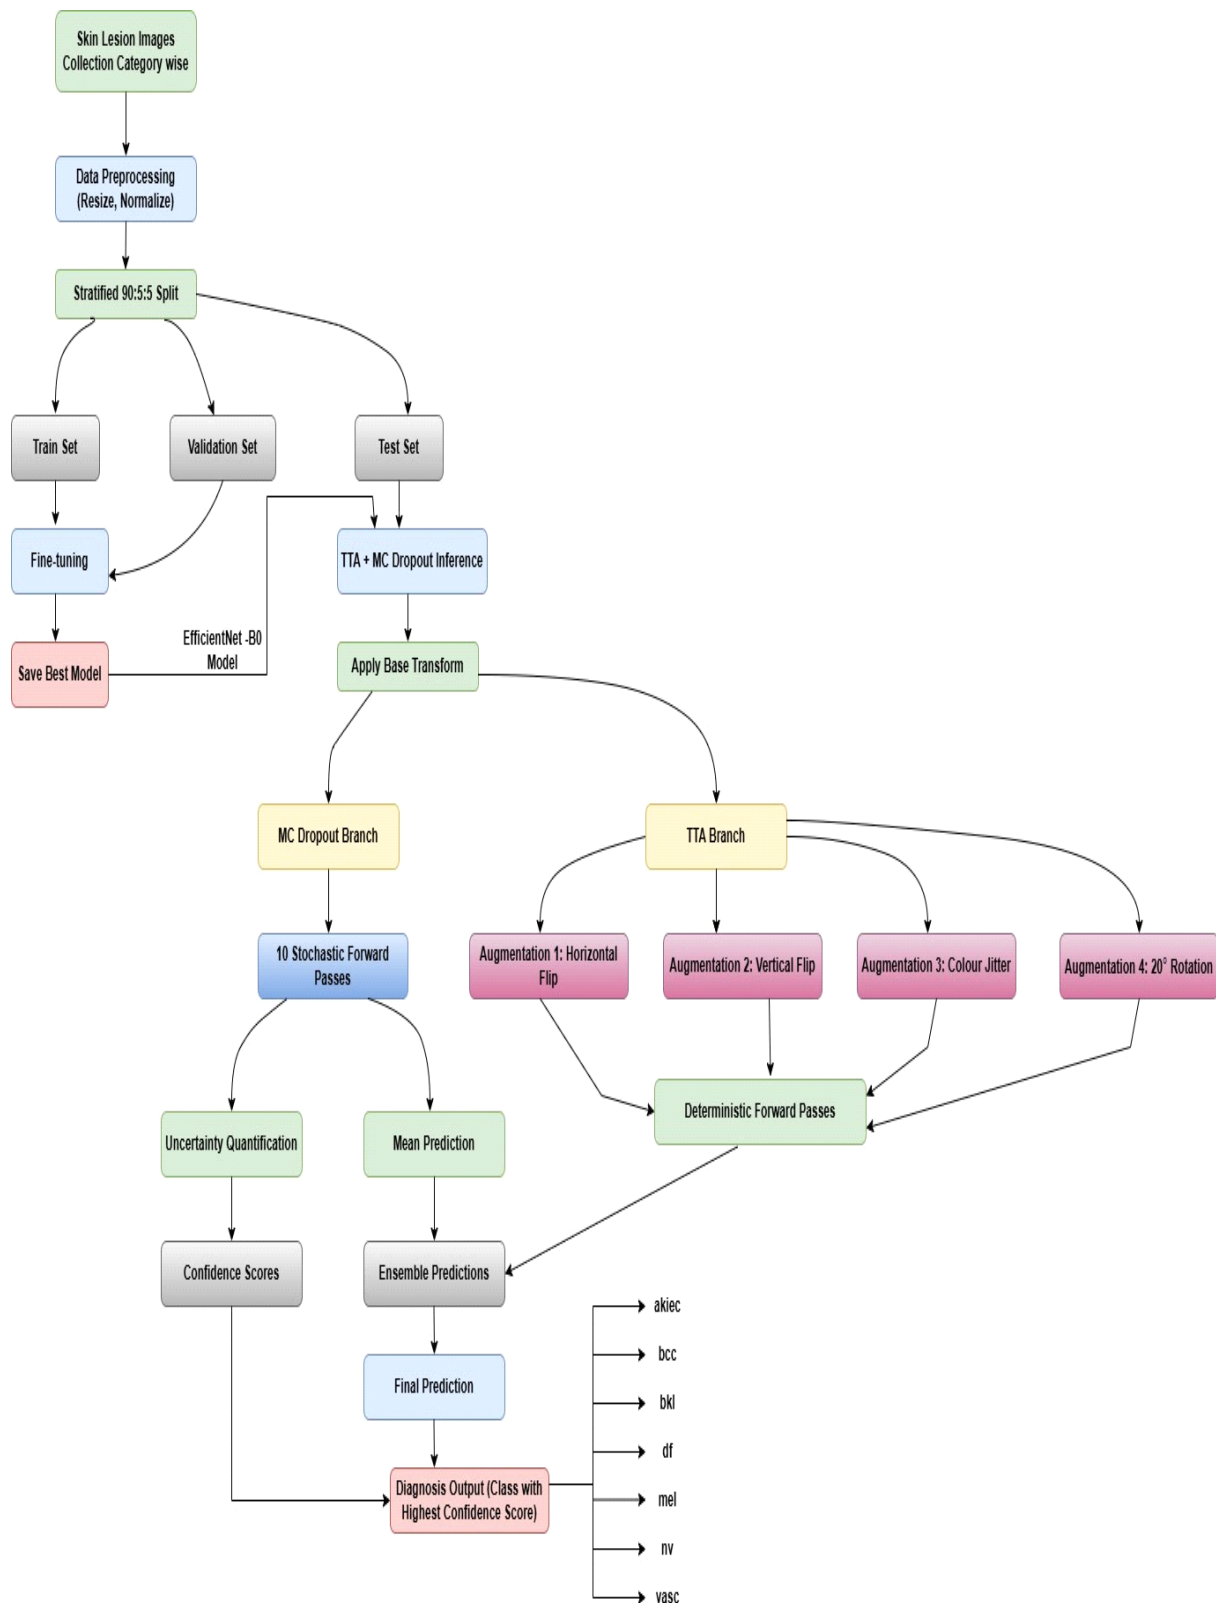 Skin Lesion Images
Collection Category wise
Data Preprocessing
(Resize, Normalize)
Stratified 90:5:5 Split
Train Set
Validation Set
Test Set
Fine-tuning
TTA + MC Dropout Inference
EfficientNet -B0
Model
Save Best Model
Apply Base Transform
MC Dropout Branch
TTA Branch
10 Stochastic Forward
Passes
Augmentation 1: Horizontal
Flip
Augmentation 2: Vertical Flip
Augmentation 3: Colour Jitter
Augmentation 4: 20° Rotation
Deterministic Forward Passes
Uncertainty Quantification
Mean Prediction
Confidence Scores
Ensemble Predictions
Final Prediction
Diagnosis Output (Class with
Highest Confidence Score)
akiec
bcc
bkl
df
mel
nv
vasc